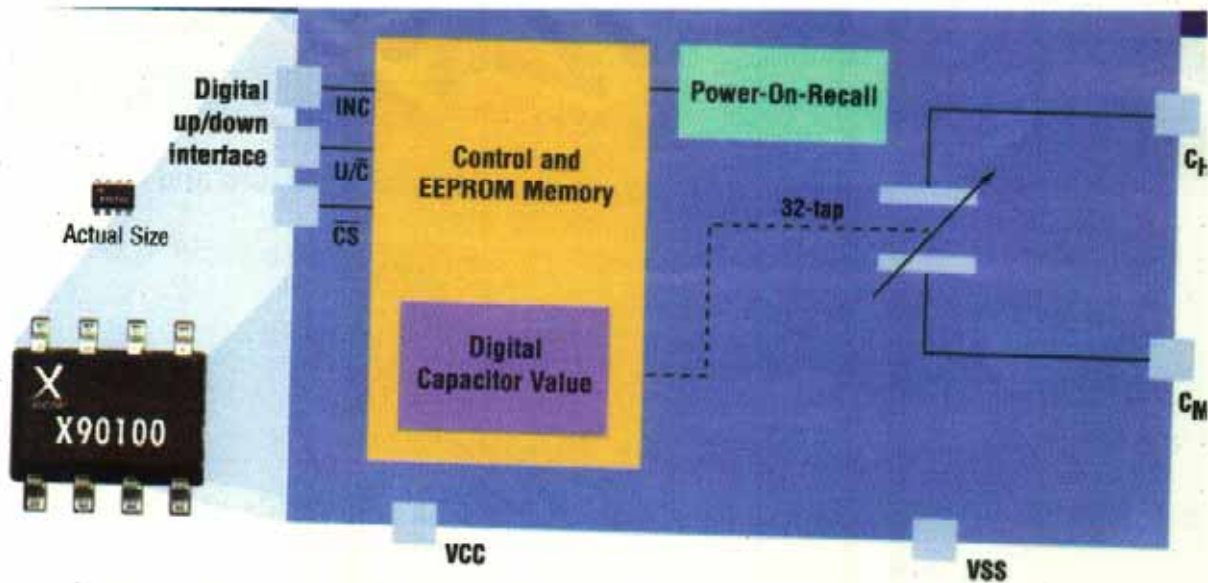 Digital
up/down
interface
INC
U/C̅
C̅S̅
Control and
EEPROM Memory
Power-On-Recall
32-tap
Digital
Capacitor Value
Actual Size
X
X90100
VCC
VSS
CH
CM